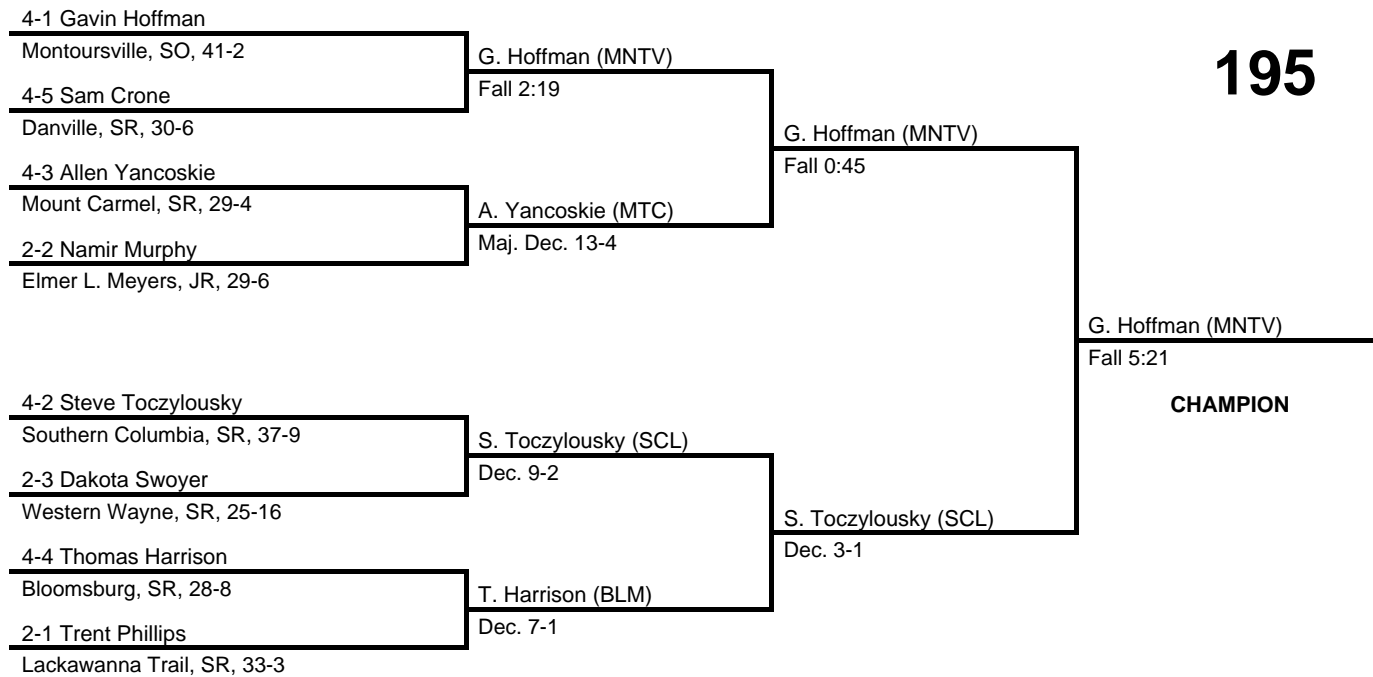 4-1 Gavin Hoffman
Montoursville, SO, 41-2
4-5 Sam Crone
Danville, SR, 30-6
4-3 Allen Yancoskie
Mount Carmel, SR, 29-4
2-2 Namir Murphy
Elmer L. Meyers, JR, 29-6
4-2 Steve Toczylousky
Southern Columbia, SR, 37-9
2-3 Dakota Swoyer
Western Wayne, SR, 25-16
4-4 Thomas Harrison
Bloomsburg, SR, 28-8
2-1 Trent Phillips
Lackawanna Trail, SR, 33-3
G. Hoffman (MNTV)
Fall 2:19
A. Yancoskie (MTC)
Maj. Dec. 13-4
S. Toczylousky (SCL)
Dec. 9-2
T. Harrison (BLM)
Dec. 7-1
G. Hoffman (MNTV)
Fall 0:45
S. Toczylousky (SCL)
Dec. 3-1
195
G. Hoffman (MNTV)
Fall 5:21
CHAMPION